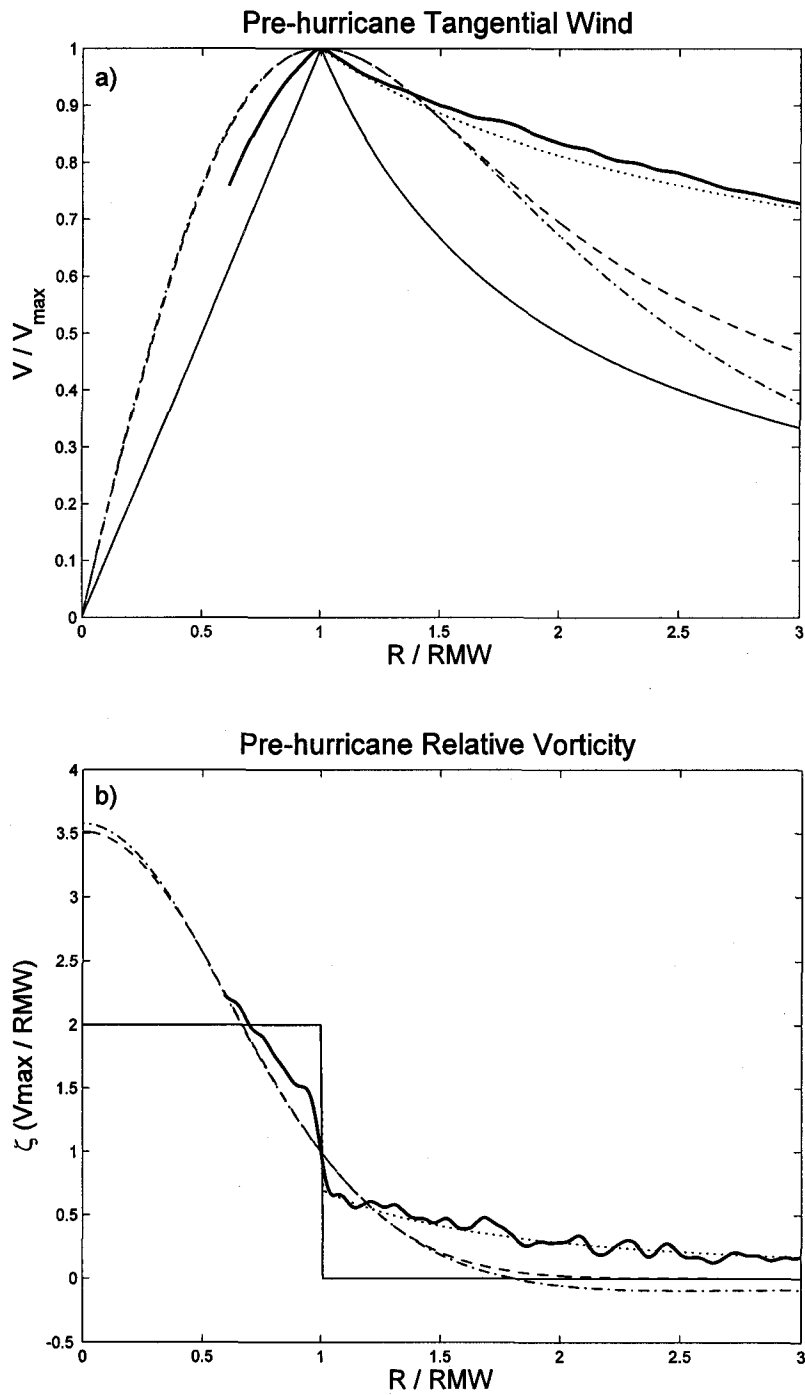 Pre-hurricane Tangential Wind
a)
1
0.9
0.8
0.7
0.6
0.5
0.4
0.3
0.2
0.1
0
V / Vmax
0 0.5 1 1.5 2 2.5 3
R / RMW
Pre-hurricane Relative Vorticity
b)
4
3.5
3
2.5
2
1.5
1
0.5
0
-0.5
ζ (Vmax / RMW)
0 0.5 1 1.5 2 2.5 3
R / RMW